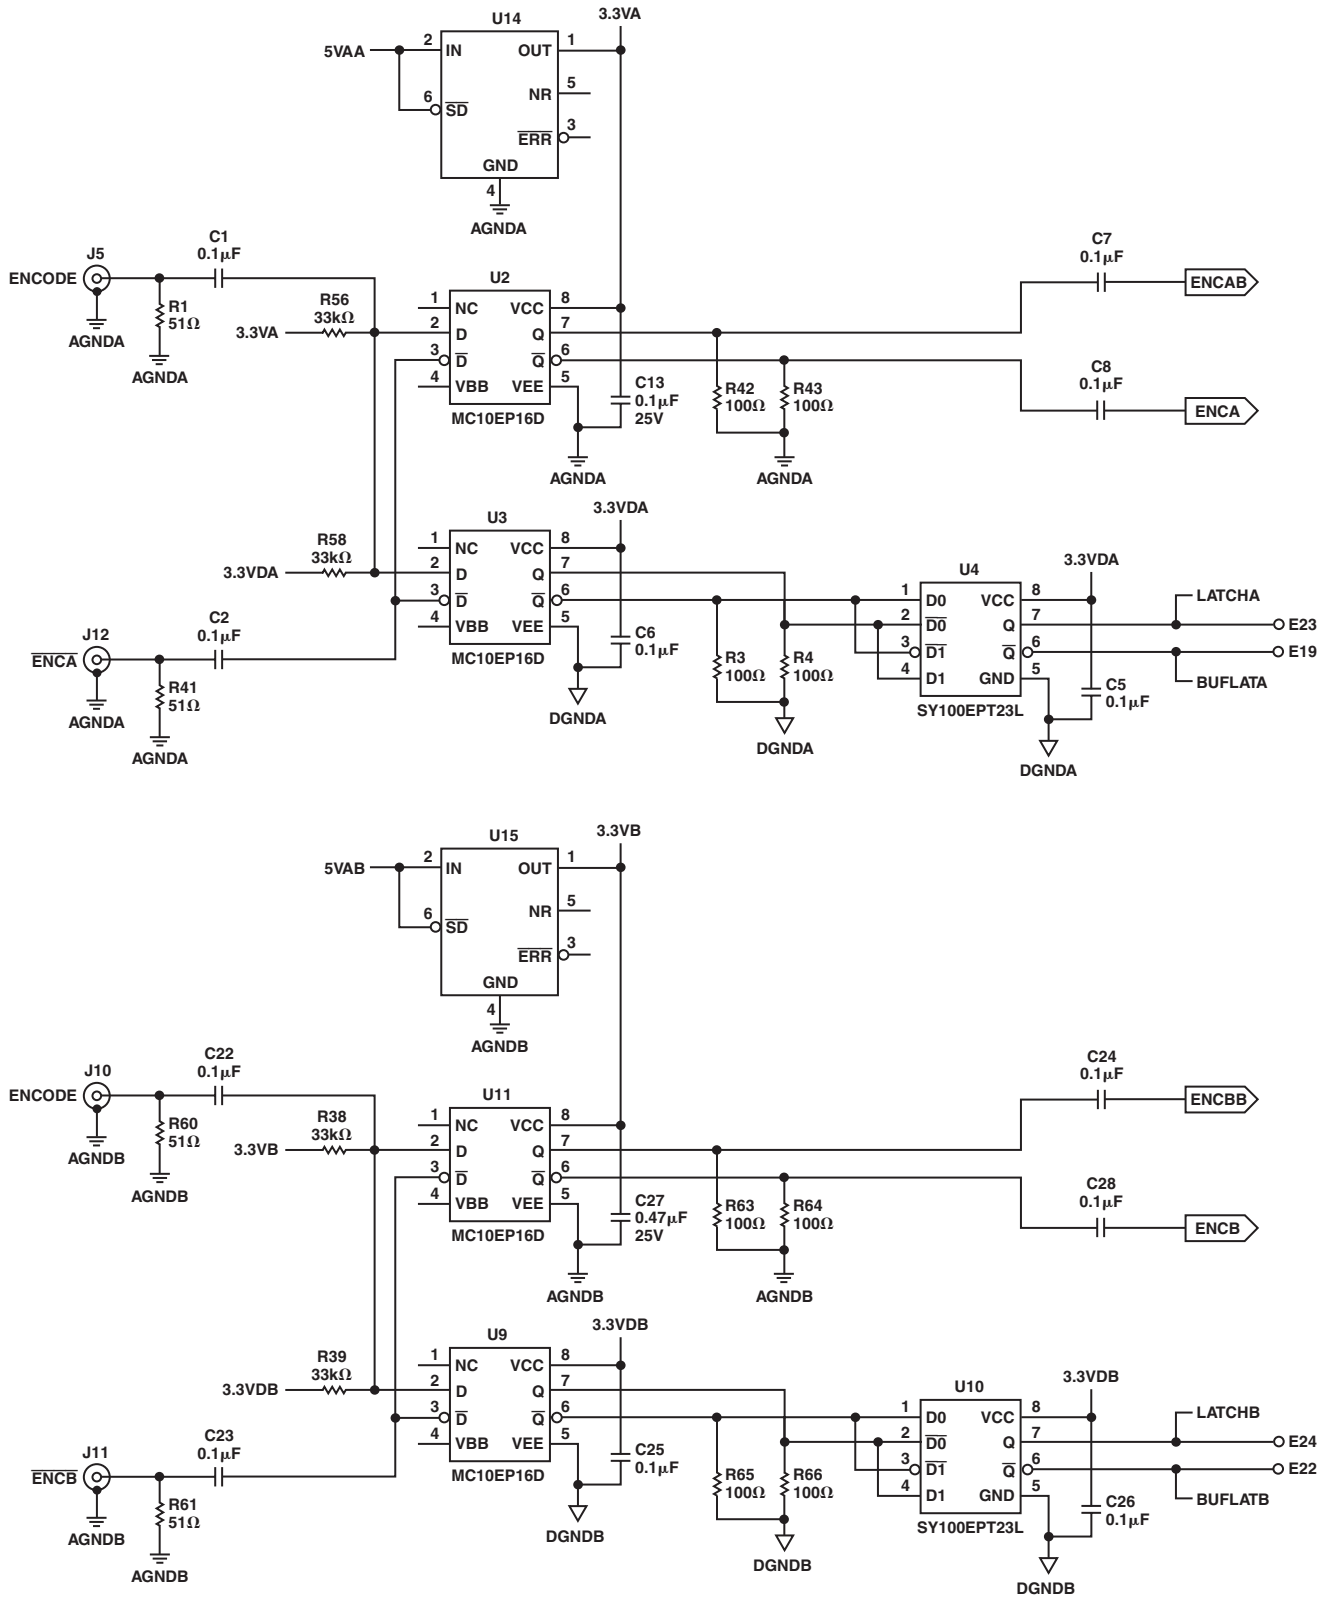 U14
3.3VA
5VAA
2
IN
OUT
1
6
S̅D̅
NR
5
E̅R̅R̅
3
GND
4
AGNDA
C1
0.1µF
J5
ENCODE
R1
51Ω
AGNDA
AGNDA
R56
33kΩ
3.3VA
U2
1
NC
VCC
8
2
D
Q
7
3
D̅
Q̅
6
4
VBB
VEE
5
MC10EP16D
C13
0.1µF
25V
AGNDA
R42
100Ω
R43
100Ω
AGNDA
C7
0.1µF
ENCAB
C8
0.1µF
ENCA
R58
33kΩ
3.3VDA
U3
3.3VDA
1
NC
VCC
8
2
D
Q
7
3
D̅
Q̅
6
4
VBB
VEE
5
MC10EP16D
C2
0.1µF
J12
E̅N̅C̅A̅
R41
51Ω
AGNDA
AGNDA
C6
0.1µF
DGNDA
R3
100Ω
R4
100Ω
DGNDA
U4
3.3VDA
1
D0
VCC
8
2
D̅0̅
Q
7
3
D̅1̅
Q̅
6
4
D1
GND
5
SY100EPT23L
C5
0.1µF
DGNDA
LATCHA
E23
E19
BUFLATA
U15
3.3VB
5VAB
2
IN
OUT
1
6
S̅D̅
NR
5
E̅R̅R̅
3
GND
4
AGNDB
C22
0.1µF
J10
ENCODE
R60
51Ω
AGNDB
AGNDB
R38
33kΩ
3.3VB
U11
1
NC
VCC
8
2
D
Q
7
3
D̅
Q̅
6
4
VBB
VEE
5
MC10EP16D
C27
0.47µF
25V
AGNDB
R63
100Ω
R64
100Ω
AGNDB
C24
0.1µF
ENCBB
C28
0.1µF
ENCB
R39
33kΩ
3.3VDB
U9
3.3VDB
1
NC
VCC
8
2
D
Q
7
3
D̅
Q̅
6
4
VBB
VEE
5
MC10EP16D
C23
0.1µF
J11
E̅N̅C̅B̅
R61
51Ω
AGNDB
AGNDB
C25
0.1µF
DGNDB
R65
100Ω
R66
100Ω
DGNDB
U10
3.3VDB
1
D0
VCC
8
2
D̅0̅
Q
7
3
D̅1̅
Q̅
6
4
D1
GND
5
SY100EPT23L
C26
0.1µF
DGNDB
LATCHB
E24
E22
BUFLATB